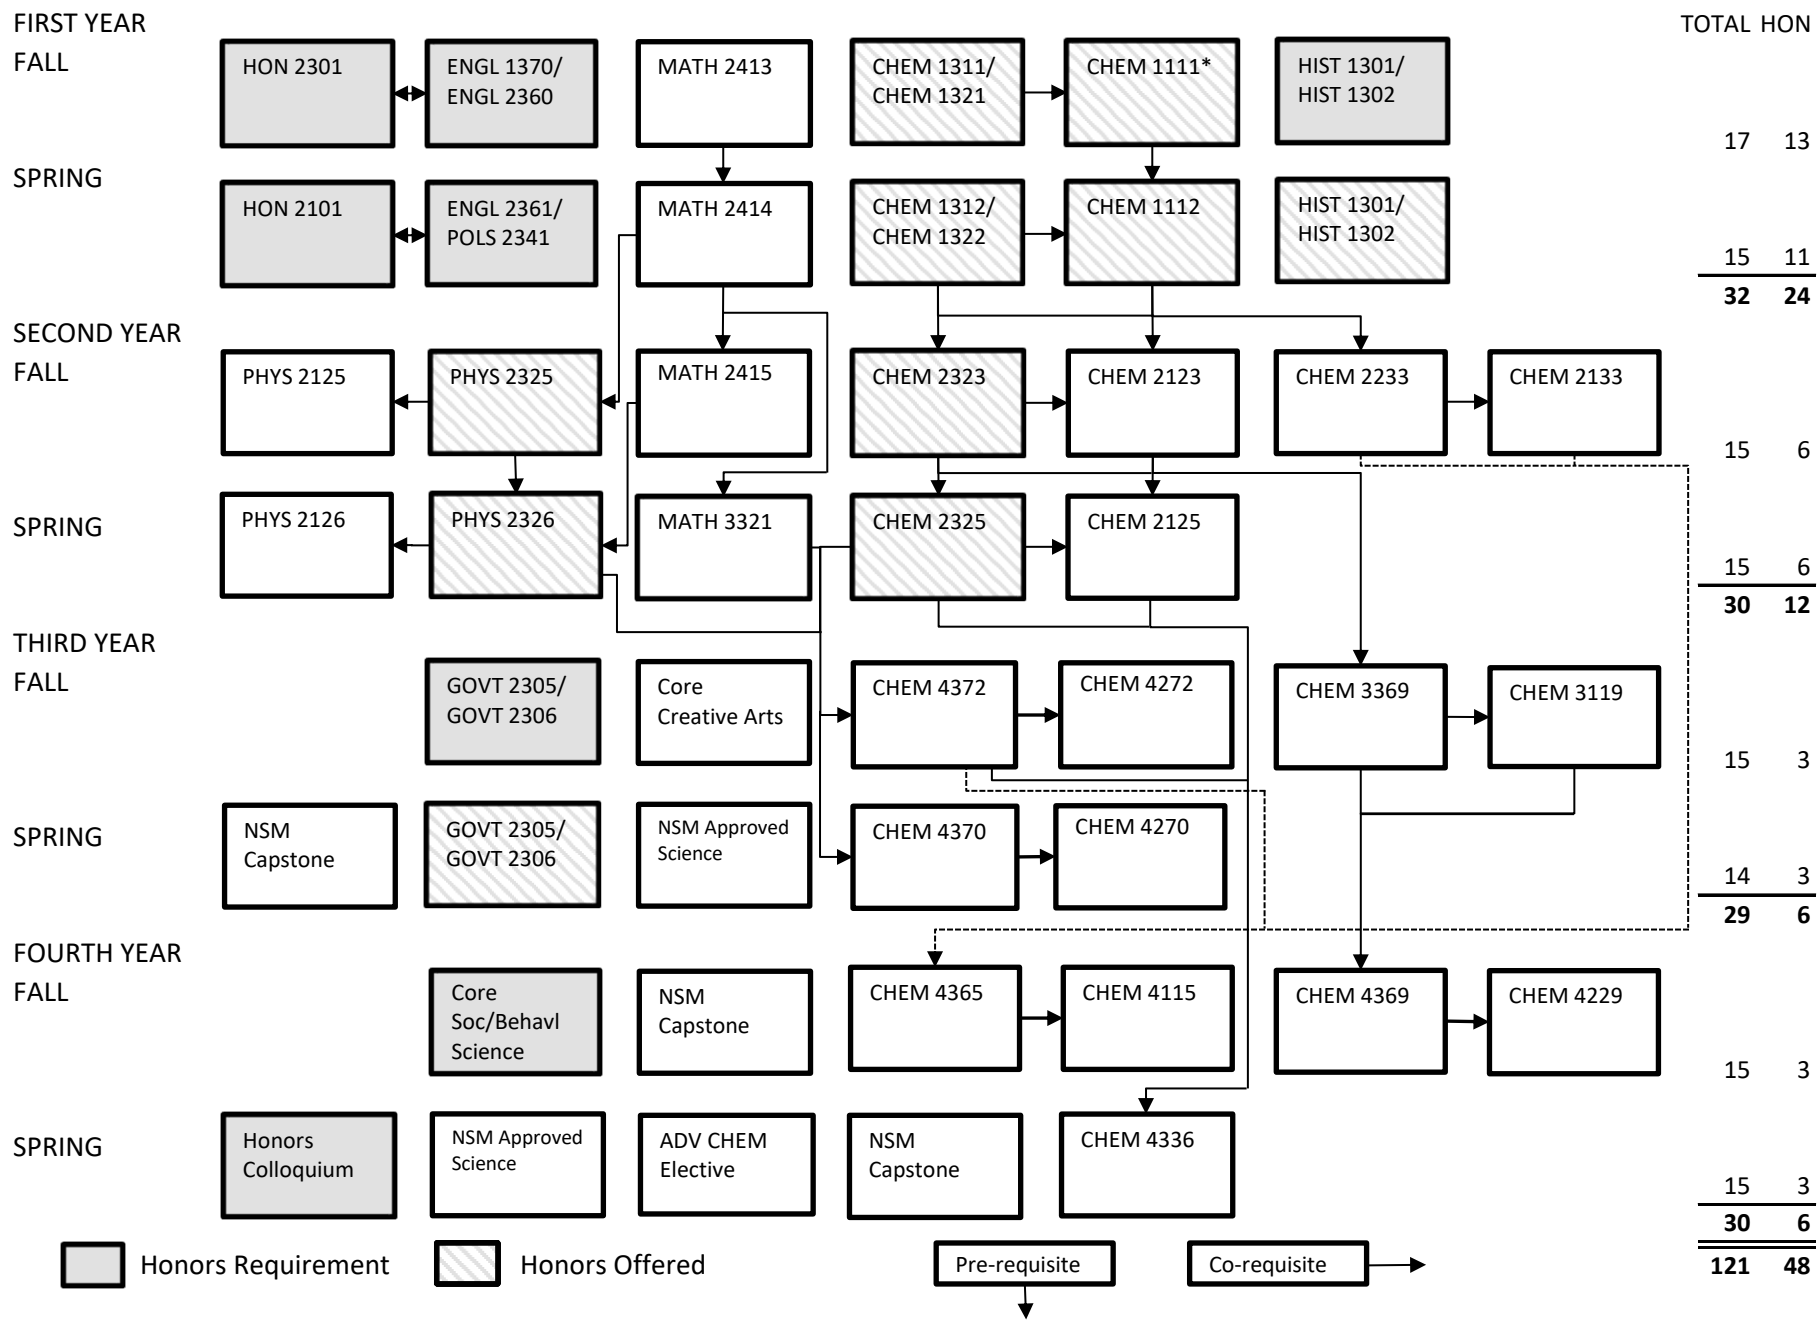 FIRST YEAR
TOTAL HON
FALL
HON 2301
ENGL 1370/
ENGL 2360
MATH 2413
CHEM 1311/
CHEM 1321
CHEM 1111*
HIST 1301/
HIST 1302
17 13
SPRING
HON 2101
ENGL 2361/
POLS 2341
MATH 2414
CHEM 1312/
CHEM 1322
CHEM 1112
HIST 1301/
HIST 1302
15 11
32 24
SECOND YEAR
FALL
PHYS 2125
PHYS 2325
MATH 2415
CHEM 2323
CHEM 2123
CHEM 2233
CHEM 2133
15 6
SPRING
PHYS 2126
PHYS 2326
MATH 3321
CHEM 2325
CHEM 2125
15 6
30 12
THIRD YEAR
FALL
GOVT 2305/
GOVT 2306
Core
Creative Arts
CHEM 4372
CHEM 4272
CHEM 3369
CHEM 3119
15 3
SPRING
NSM
Capstone
GOVT 2305/
GOVT 2306
NSM Approved
Science
CHEM 4370
CHEM 4270
14 3
29 6
FOURTH YEAR
FALL
Core
Soc/Behavl
Science
NSM
Capstone
CHEM 4365
CHEM 4115
CHEM 4369
CHEM 4229
15 3
SPRING
Honors
Colloquium
NSM Approved
Science
ADV CHEM
Elective
NSM
Capstone
CHEM 4336
15 3
30 6
Honors Requirement
Honors Offered
Pre-requisite
Co-requisite
121 48